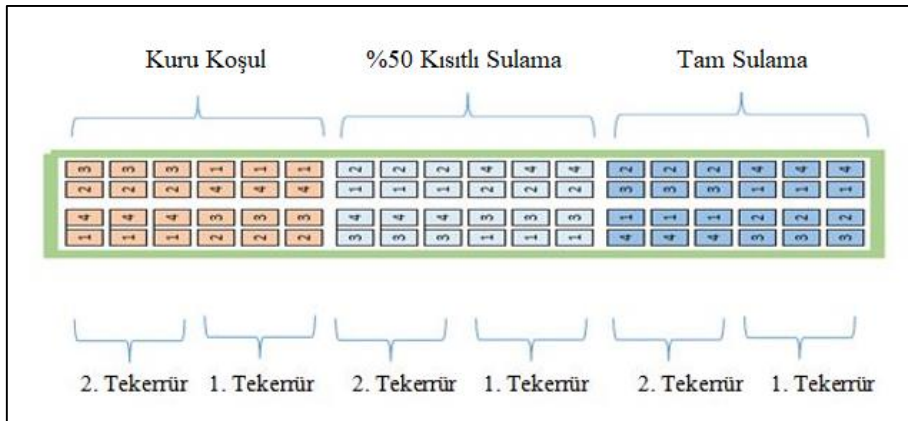 Kuru Koşul %50 Kısıtlı Sulama Tam Sulama
3 3 3 1 1 1 2 2 2 4 4 4 2 2 2 4 4 4
2 2 2 4 4 4 1 1 1 2 2 2 3 3 3 1 1 1
4 4 4 3 3 3 4 4 4 3 3 3 1 1 1 2 2 2
1 1 1 2 2 2 3 3 3 1 1 1 4 4 4 3 3 3
2. Tekerrür 1. Tekerrür 2. Tekerrür 1. Tekerrür 2. Tekerrür 1. Tekerrür